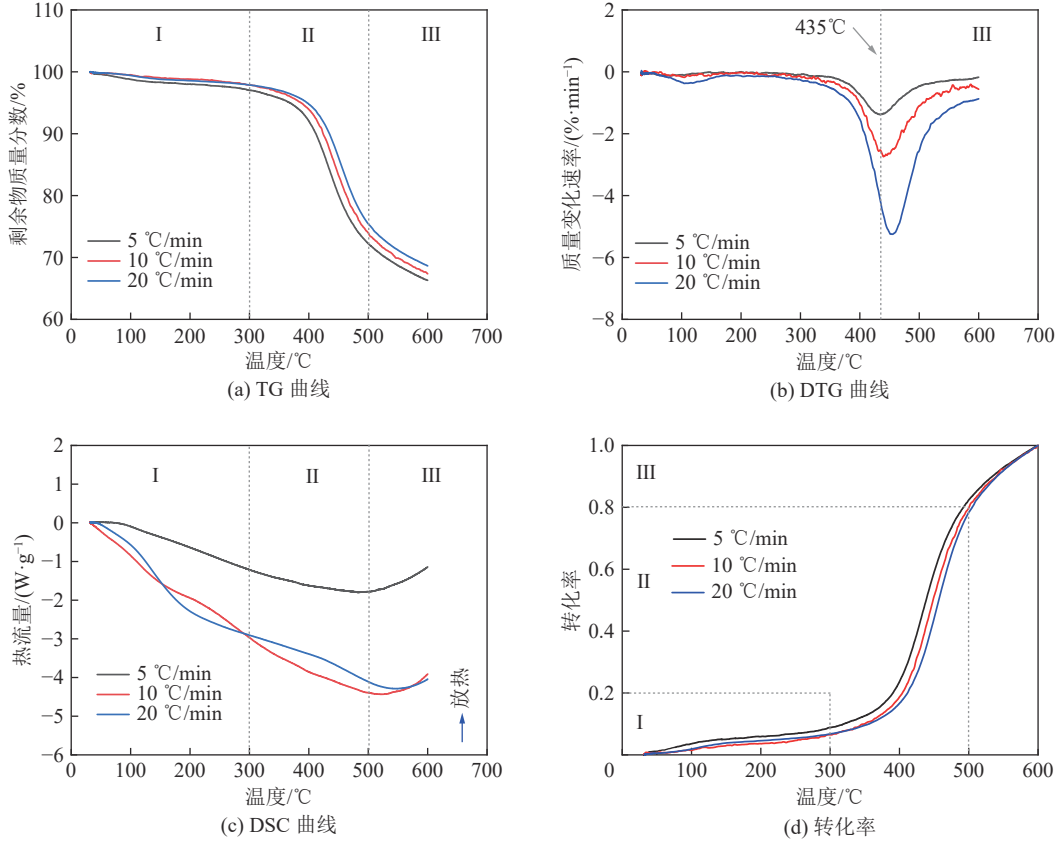 110
100
90
80
70
60
剩余物质量分数/%
I
II
III
5 ℃/min
10 ℃/min
20 ℃/min
0 100 200 300 400 500 600 700
温度/℃
(a) TG 曲线
2
0
−2
−4
−6
−8
质量变化速率/(%·min⁻¹)
435℃
III
5 ℃/min
10 ℃/min
20 ℃/min
0 100 200 300 400 500 600 700
温度/℃
(b) DTG 曲线
2
1
0
−1
−2
−3
−4
−5
−6
热流量/(W·g⁻¹)
I
II
III
5 ℃/min
10 ℃/min
20 ℃/min
放热
0 100 200 300 400 500 600 700
温度/℃
(c) DSC 曲线
1.0
0.8
0.6
0.4
0.2
0
转化率
III
II
I
5 ℃/min
10 ℃/min
20 ℃/min
100 200 300 400 500 600
温度/℃
(d) 转化率